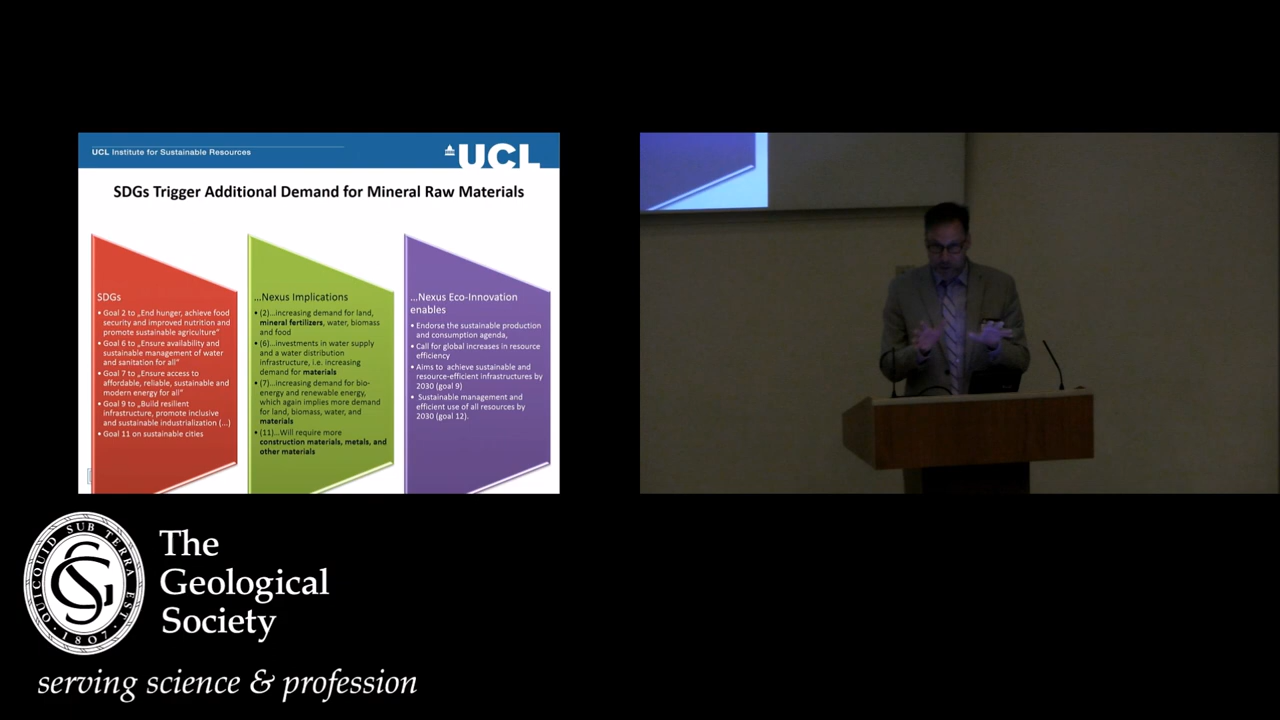 UCL Institute for Sustainable Resources
UCL
SDGs Trigger Additional Demand for Mineral Raw Materials
SDGs
• Goal 2 to „End hunger, achieve food
security and improved nutrition and
promote sustainable agriculture"
• Goal 6 to „Ensure availability and
sustainable management of water
and sanitation for all"
• Goal 7 to „Ensure access to
affordable, reliable, sustainable and
modern energy for all"
• Goal 9 to „Build resilient
infrastructure, promote inclusive
and sustainable industrialization (...)
• Goal 11 on sustainable cities
...Nexus Implications
• (2)...increasing demand for land,
mineral fertilizers, water, biomass
and food
• (6)...investments in water supply
and a water distribution
infrastructure, i.e. increasing
demand for materials
• (7)...increasing demand for bio-
energy and renewable energy,
which again implies more demand
for land, biomass, water, and
materials
• (11)...Will require more
construction materials, metals, and
other materials
...Nexus Eco-Innovation
enables
• Endorse the sustainable production
and consumption agenda,
• Call for global increases in resource
efficiency
• Aims to achieve sustainable and
resource-efficient infrastructures by
2030 (goal 9)
• Sustainable management and
efficient use of all resources by
2030 (goal 12).
QUICQUID SUB TERRA EST
· 1807 ·
The
Geological
Society
serving science & profession